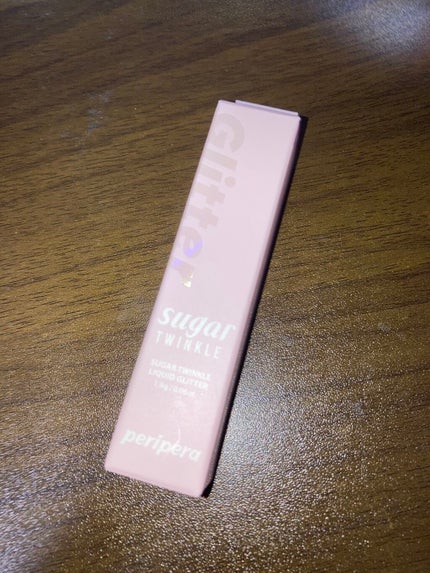 Glitter
sugar
TWINKLE
SUGAR TWINKLE
LIQUID GLITTER
peripera